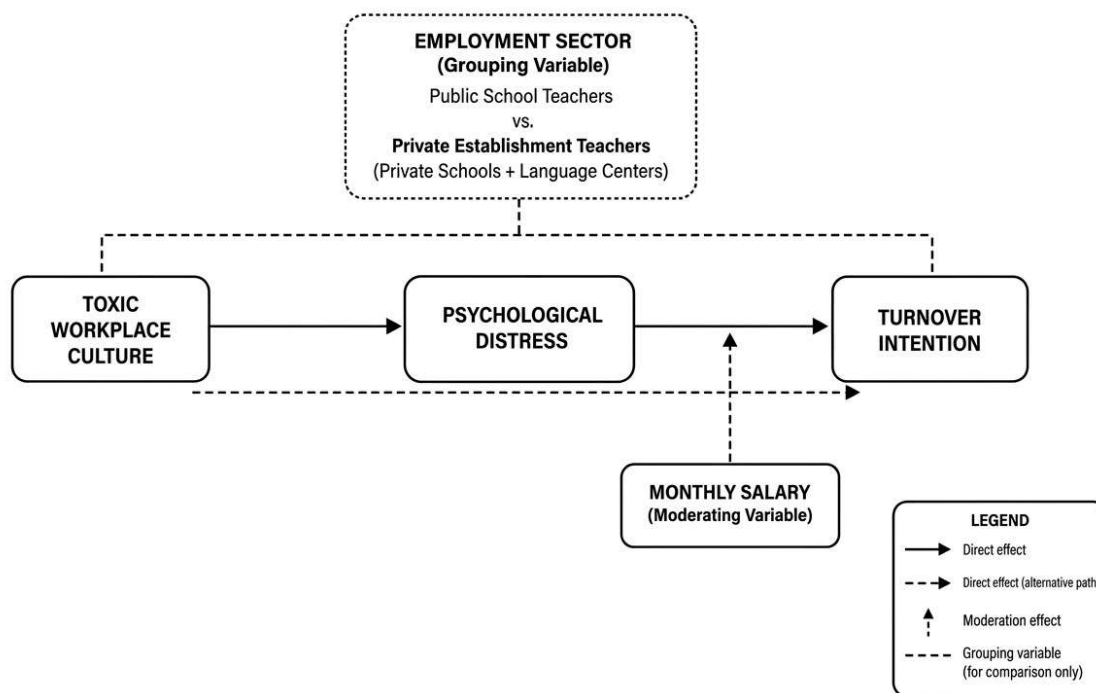 EMPLOYMENT SECTOR
(Grouping Variable)
Public School Teachers
vs.
Private Establishment Teachers
(Private Schools + Language Centers)
TOXIC
WORKPLACE
CULTURE
PSYCHOLOGICAL
DISTRESS
TURNOVER
INTENTION
MONTHLY SALARY
(Moderating Variable)
LEGEND
Direct effect
Direct effect (alternative path
Moderation effect
Grouping variable
(for comparison only)